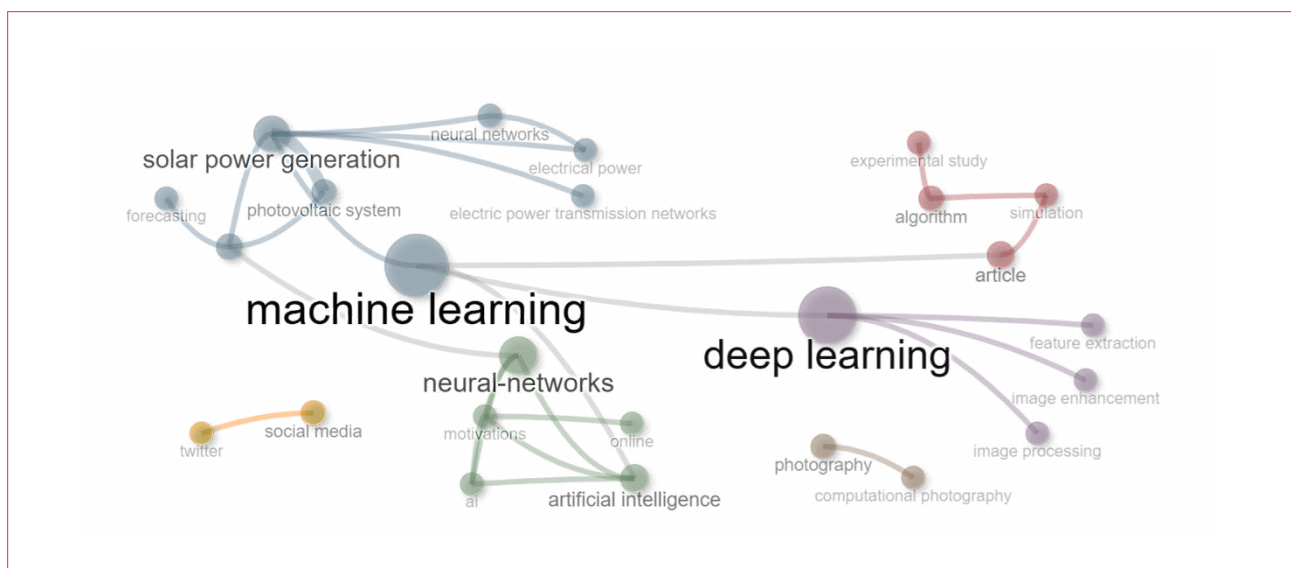 neural networks
experimental study
solar power generation
electrical power
forecasting
photovoltaic system
electric power transmission networks
algorithm
simulation
article
machine learning
feature extraction
deep learning
neural-networks
image enhancement
social media
motivations
online
twitter
image processing
photography
ai
artificial intelligence
computational photography